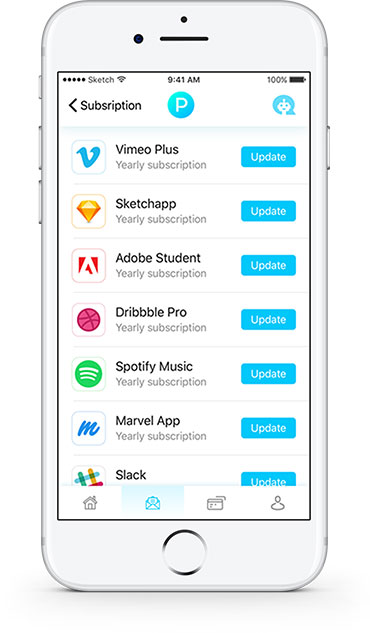 Sketch 9:41 AM 100%
Subsription P
Vimeo Plus
Yearly subscription Update
Sketchapp
Yearly subscription Update
Adobe Student
Yearly subscription Update
Dribbble Pro
Yearly subscription Update
Spotify Music
Yearly subscription Update
Marvel App
Yearly subscription Update
Slack
Update